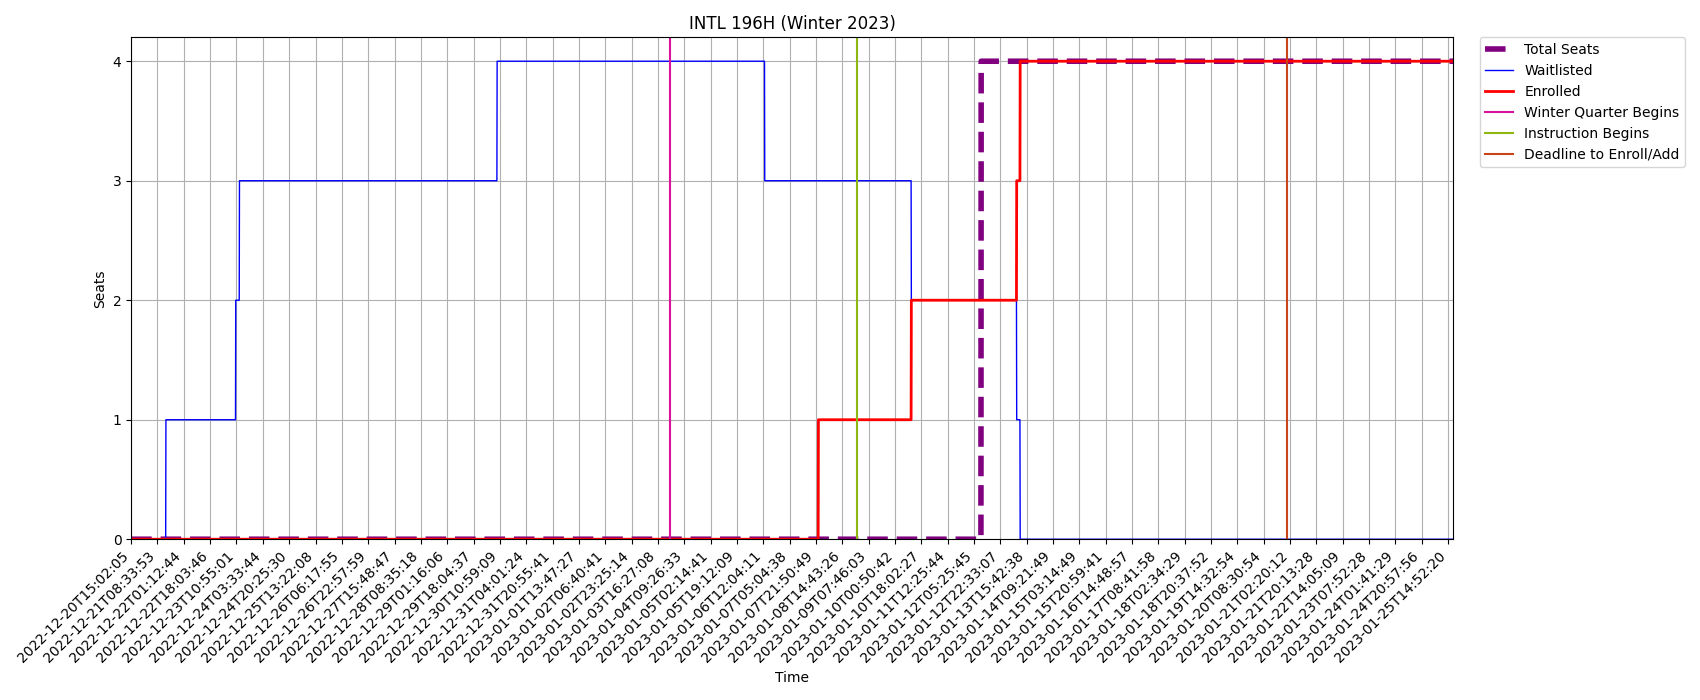 INTL 196H (Winter 2023)
Total Seats
Waitlisted
Enrolled
Winter Quarter Begins
Instruction Begins
Deadline to Enroll/Add
Seats
4
3
2
1
0
2022-12-20T15:02:05
2022-12-21T08:33:53
2022-12-22T01:12:44
2022-12-22T18:03:46
2022-12-23T10:55:01
2022-12-24T03:33:44
2022-12-24T20:25:30
2022-12-25T13:22:08
2022-12-26T06:17:55
2022-12-26T22:57:59
2022-12-27T15:48:47
2022-12-28T08:35:18
2022-12-29T01:16:06
2022-12-29T18:04:37
2022-12-30T10:59:09
2022-12-31T04:01:24
2022-12-31T20:55:41
2023-01-01T13:47:27
2023-01-02T06:40:41
2023-01-02T23:25:14
2023-01-03T16:27:08
2023-01-04T09:26:33
2023-01-05T02:14:41
2023-01-05T19:12:09
2023-01-06T12:04:11
2023-01-07T05:04:38
2023-01-07T21:50:49
2023-01-08T14:43:26
2023-01-09T07:46:03
2023-01-10T00:50:42
2023-01-10T18:02:27
2023-01-11T12:25:44
2023-01-12T05:25:45
2023-01-12T22:33:07
2023-01-13T15:42:38
2023-01-14T09:21:49
2023-01-15T03:14:49
2023-01-15T20:59:41
2023-01-16T14:48:57
2023-01-17T08:41:58
2023-01-18T02:34:29
2023-01-18T20:37:52
2023-01-19T14:32:54
2023-01-20T08:30:54
2023-01-21T02:20:12
2023-01-21T20:13:28
2023-01-22T14:05:09
2023-01-23T07:52:28
2023-01-24T01:41:29
2023-01-24T20:57:56
2023-01-25T14:52:20
Time